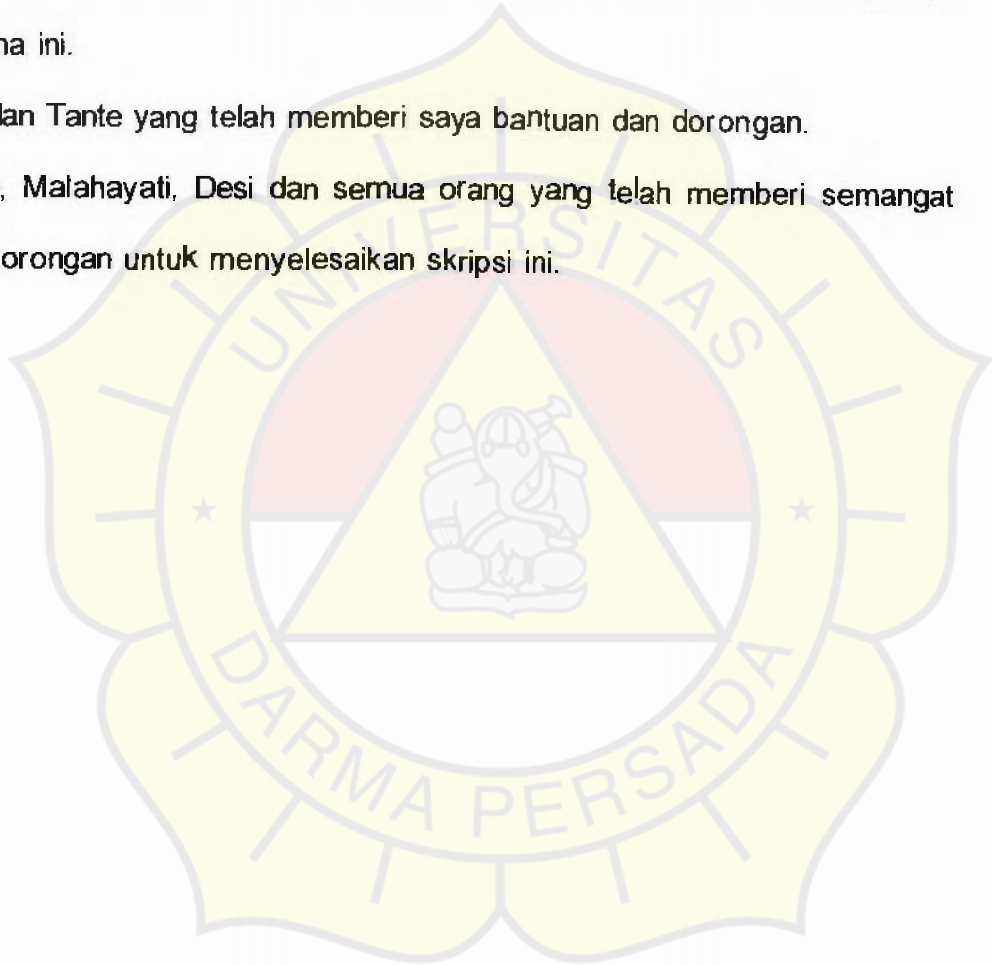 na ini.
lan Tante yang telah memberi saya bantuan dan dorongan.
, Malahayati, Desi dan semua orang yang telah memberi semangat
orongan untuk menyelesaikan skripsi ini.
UNIVERSITAS
DARMA PERSADA